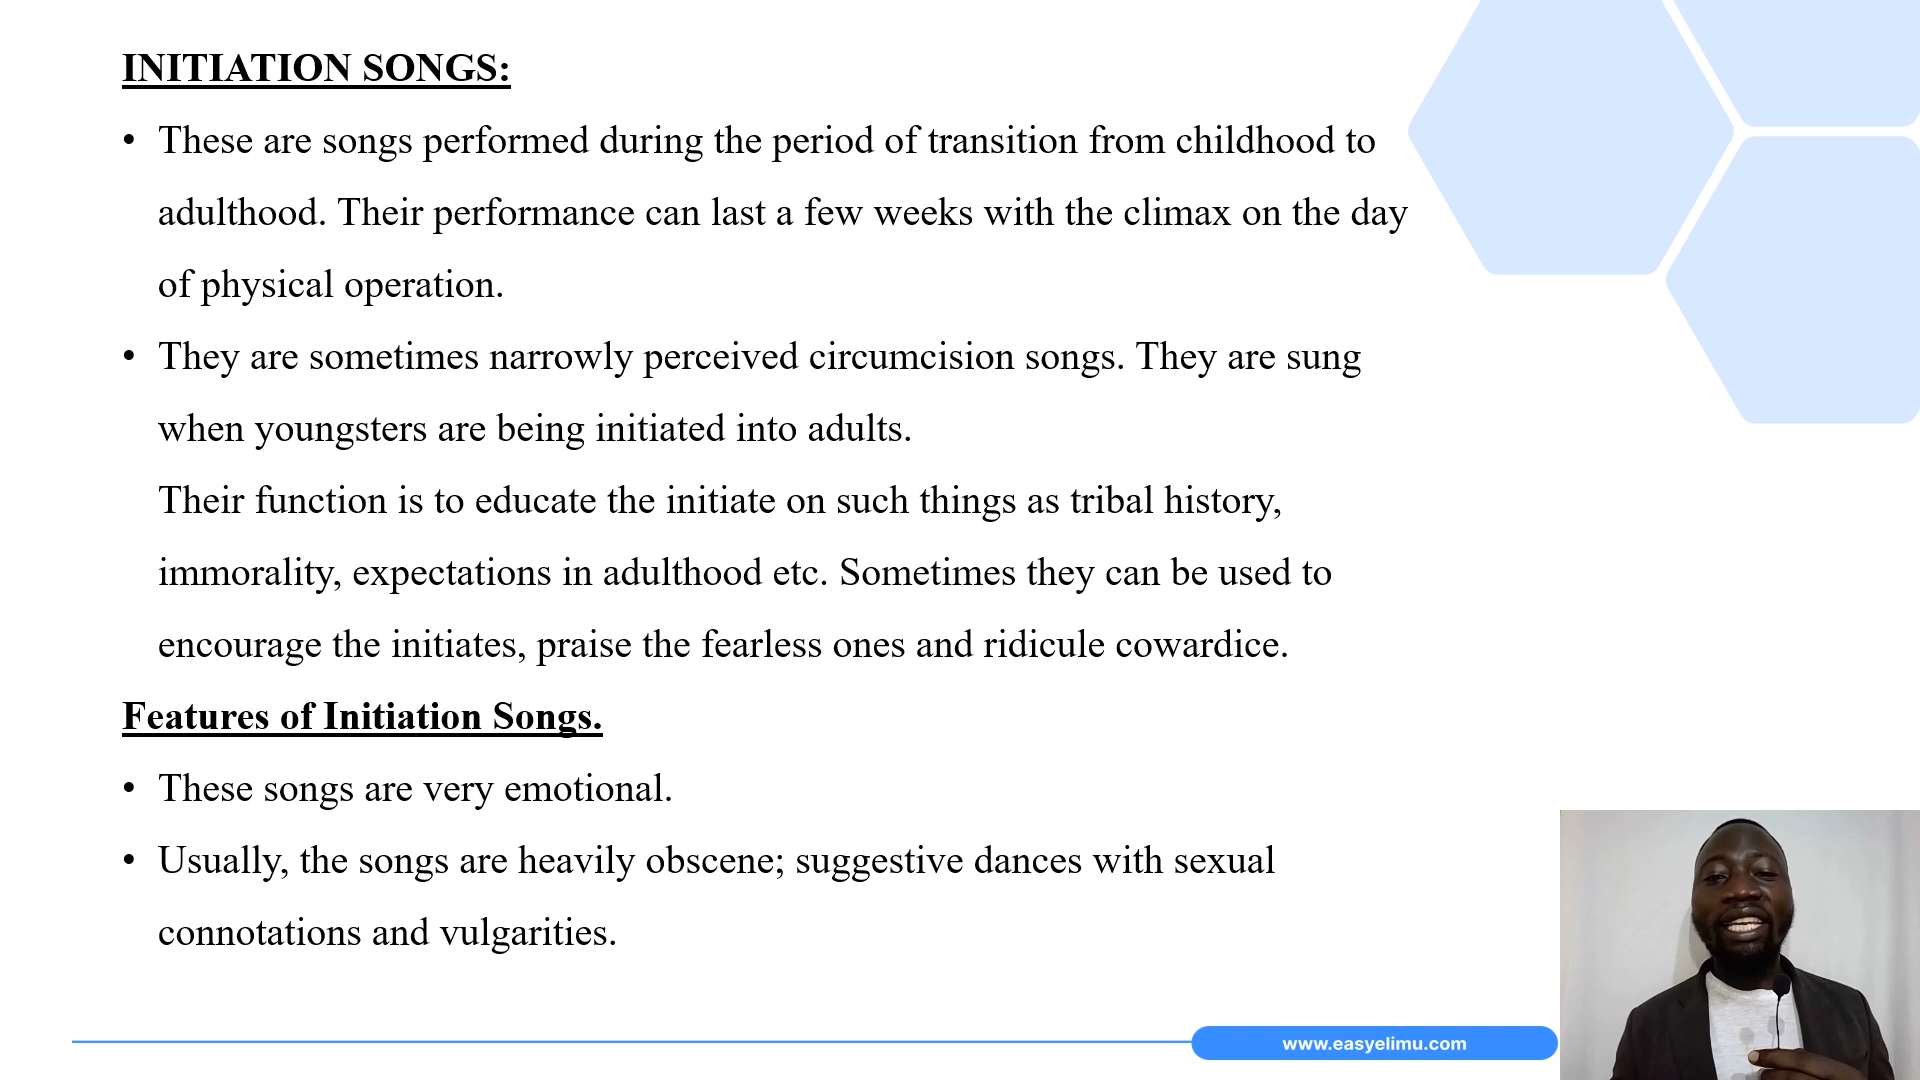 INITIATION SONGS:
• These are songs performed during the period of transition from childhood to
adulthood. Their performance can last a few weeks with the climax on the day
of physical operation.
• They are sometimes narrowly perceived circumcision songs. They are sung
when youngsters are being initiated into adults.
Their function is to educate the initiate on such things as tribal history,
immorality, expectations in adulthood etc. Sometimes they can be used to
encourage the initiates, praise the fearless ones and ridicule cowardice.
Features of Initiation Songs.
• These songs are very emotional.
• Usually, the songs are heavily obscene; suggestive dances with sexual
connotations and vulgarities.
www.easyelimu.com